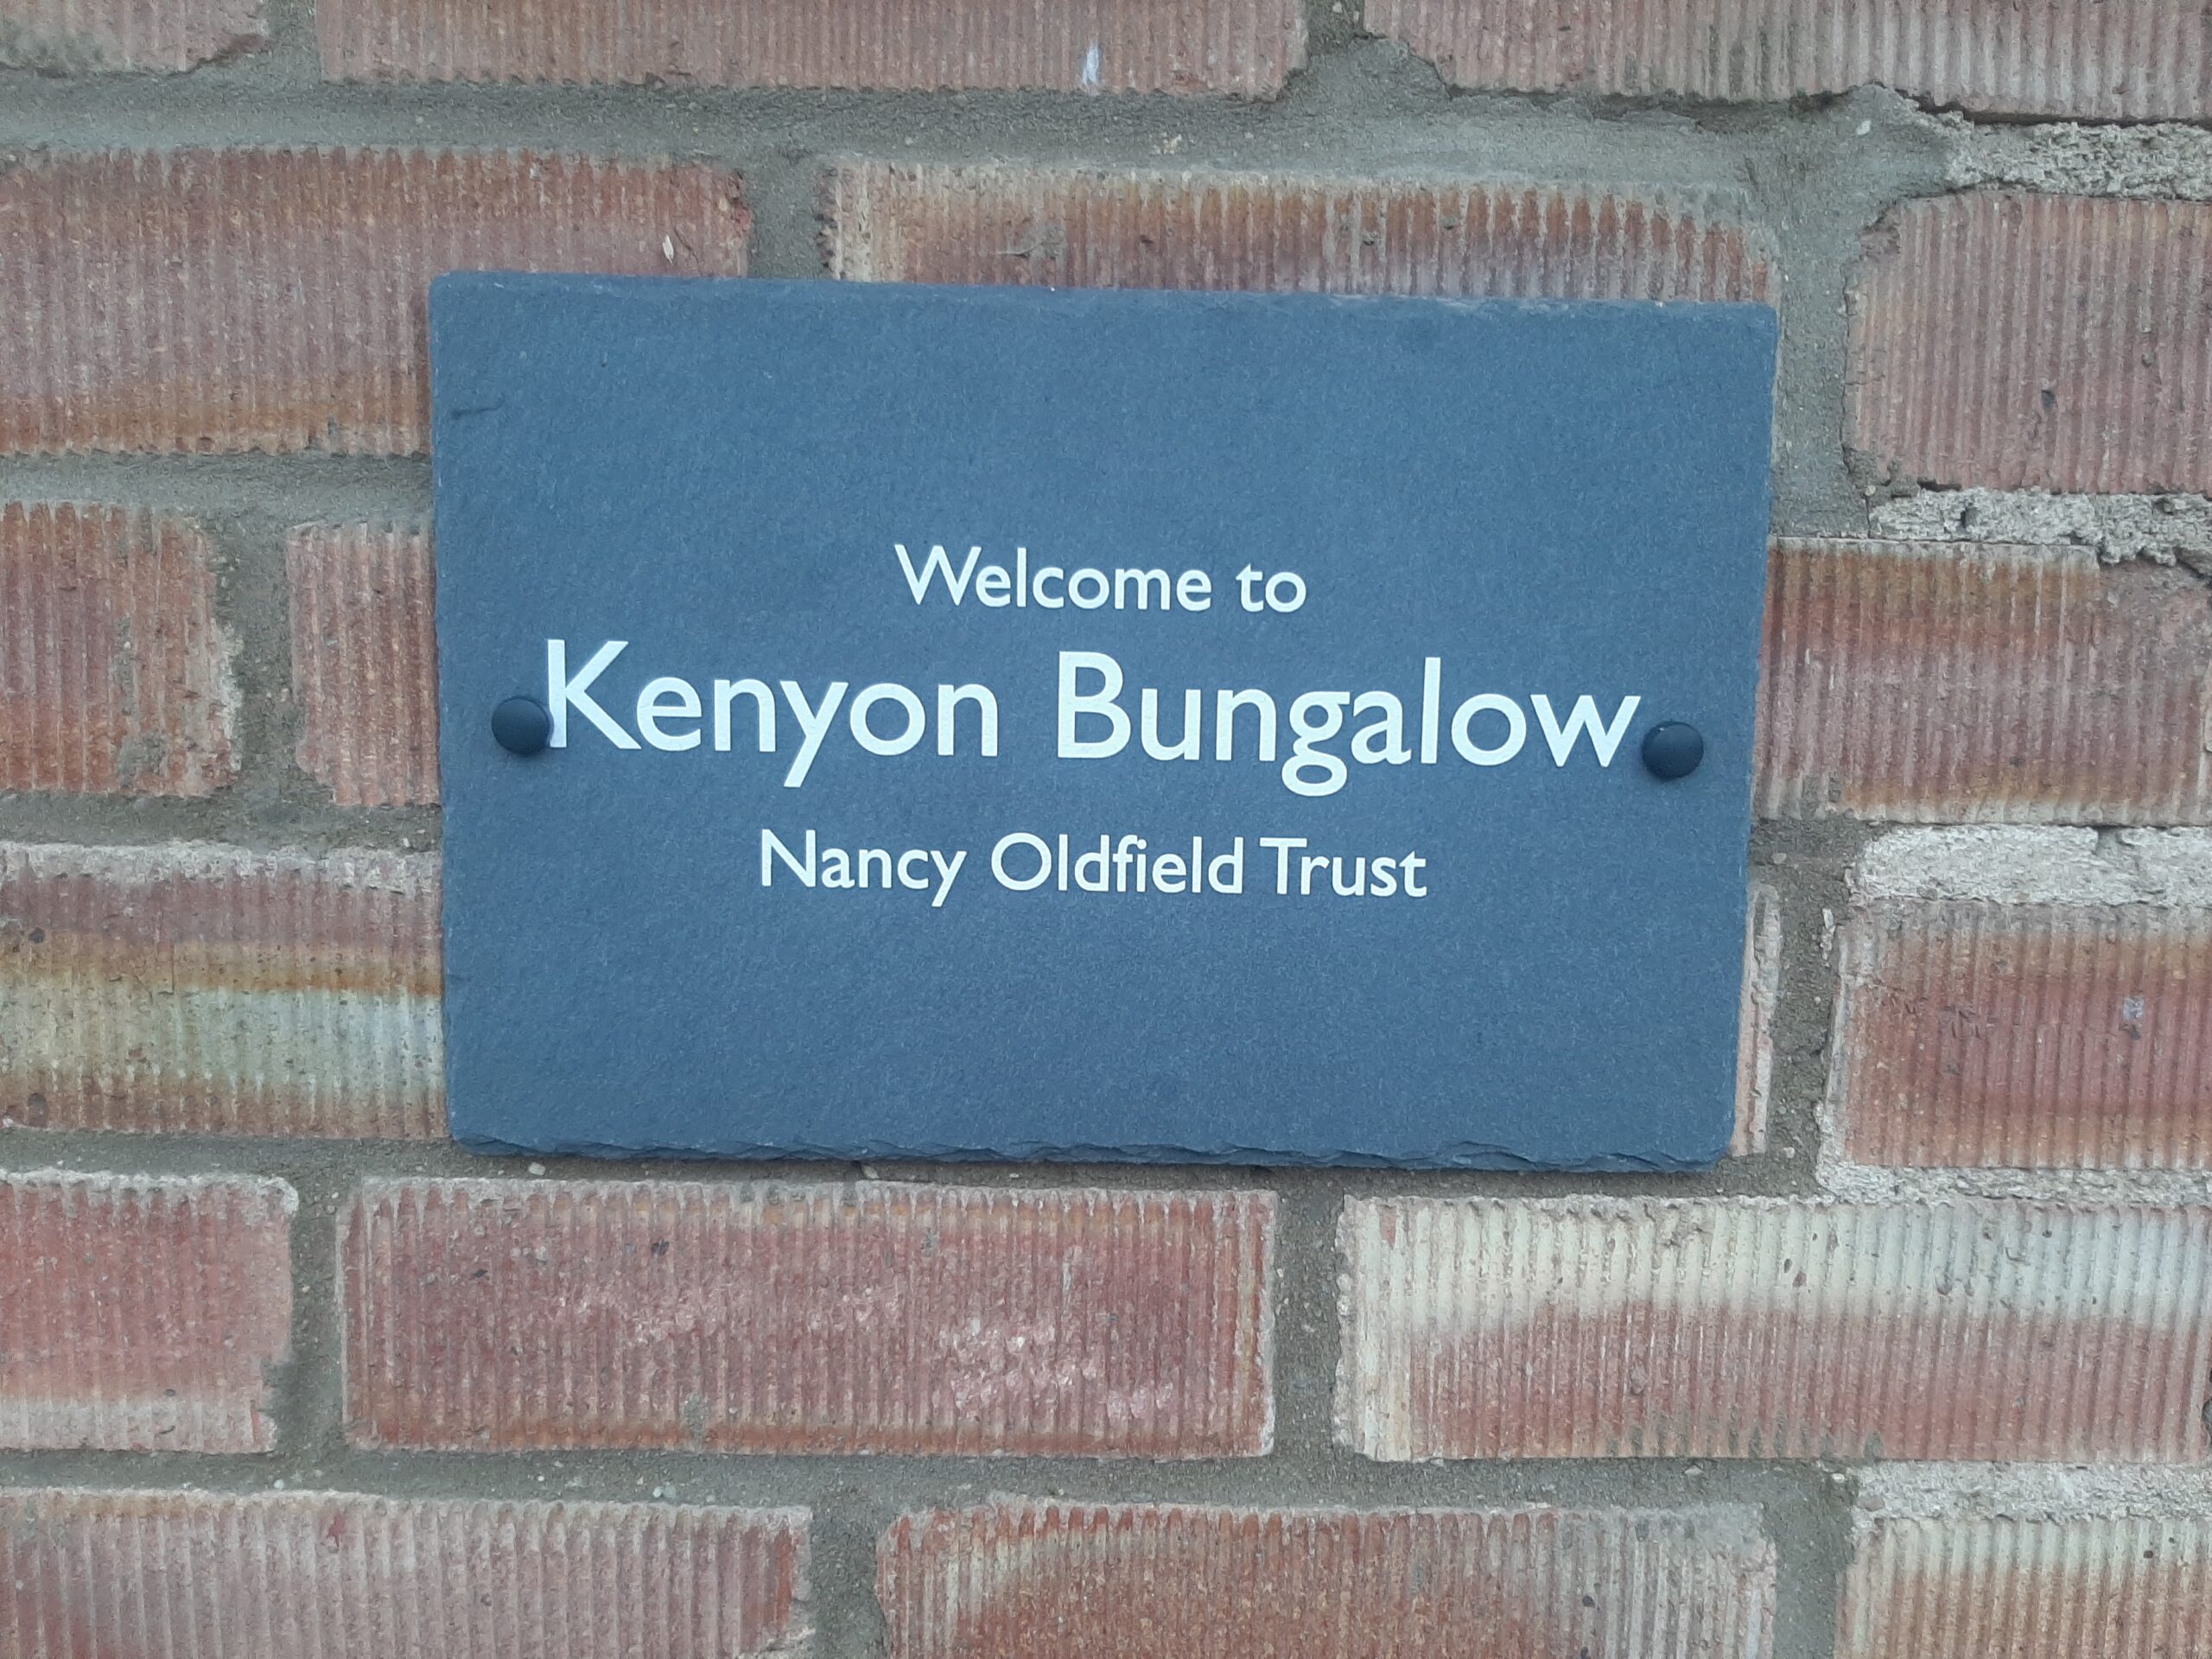 Welcome to
Kenyon Bungalow
Nancy Oldfield Trust